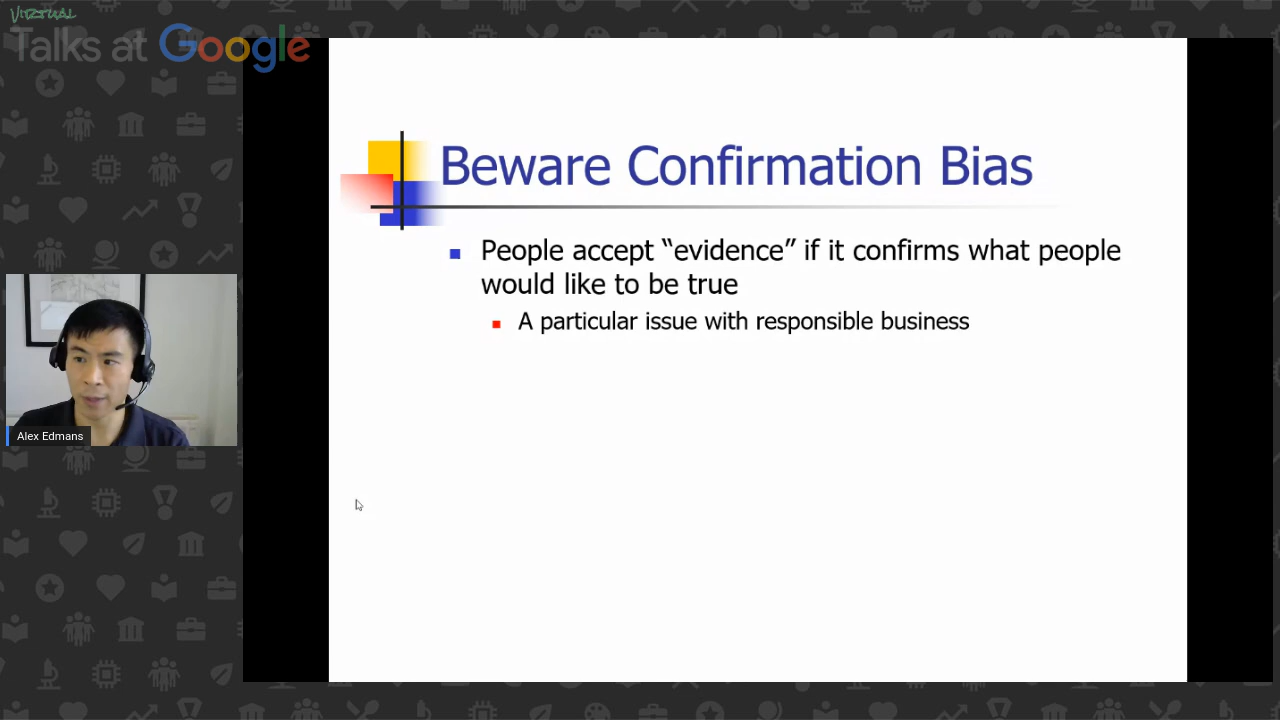 VIRTUAL
Talks at Google
Beware Confirmation Bias
People accept “evidence” if it confirms what people
would like to be true
A particular issue with responsible business
Alex Edmans